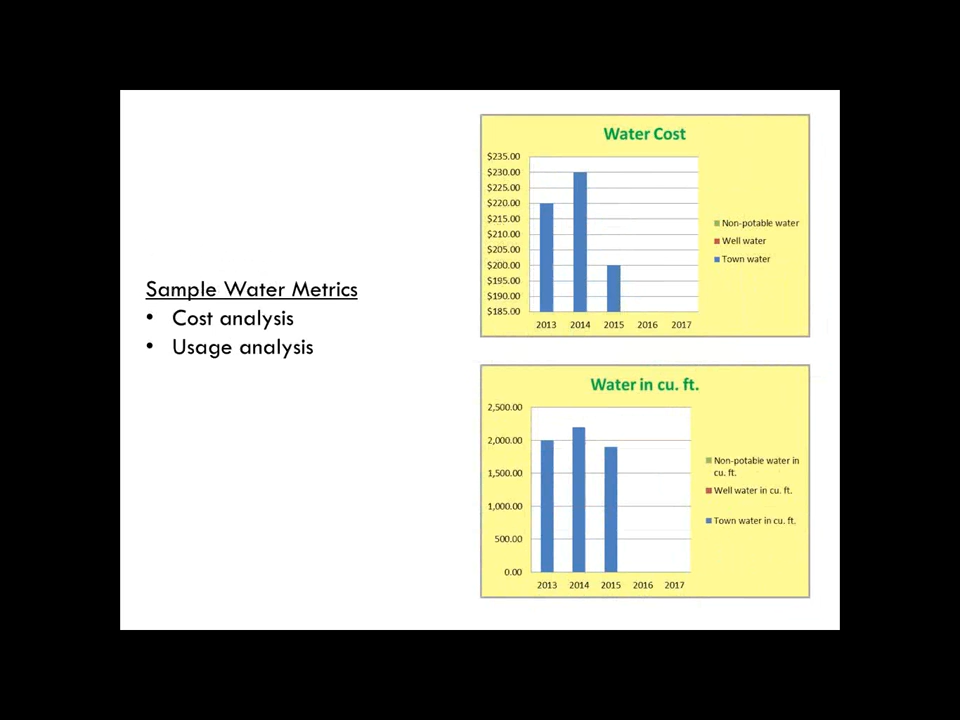 Sample Water Metrics
• Cost analysis
• Usage analysis
Water Cost
$235.00
$230.00
$225.00
$220.00
$215.00
$210.00
$205.00
$200.00
$195.00
$190.00
$185.00
2013 2014 2015 2016 2017
Non-potable water
Well water
Town water
Water in cu. ft.
2,500.00
2,000.00
1,500.00
1,000.00
500.00
0.00
2013 2014 2015 2016 2017
Non-potable water in
cu. ft.
Well water in cu. ft.
Town water in cu. ft.